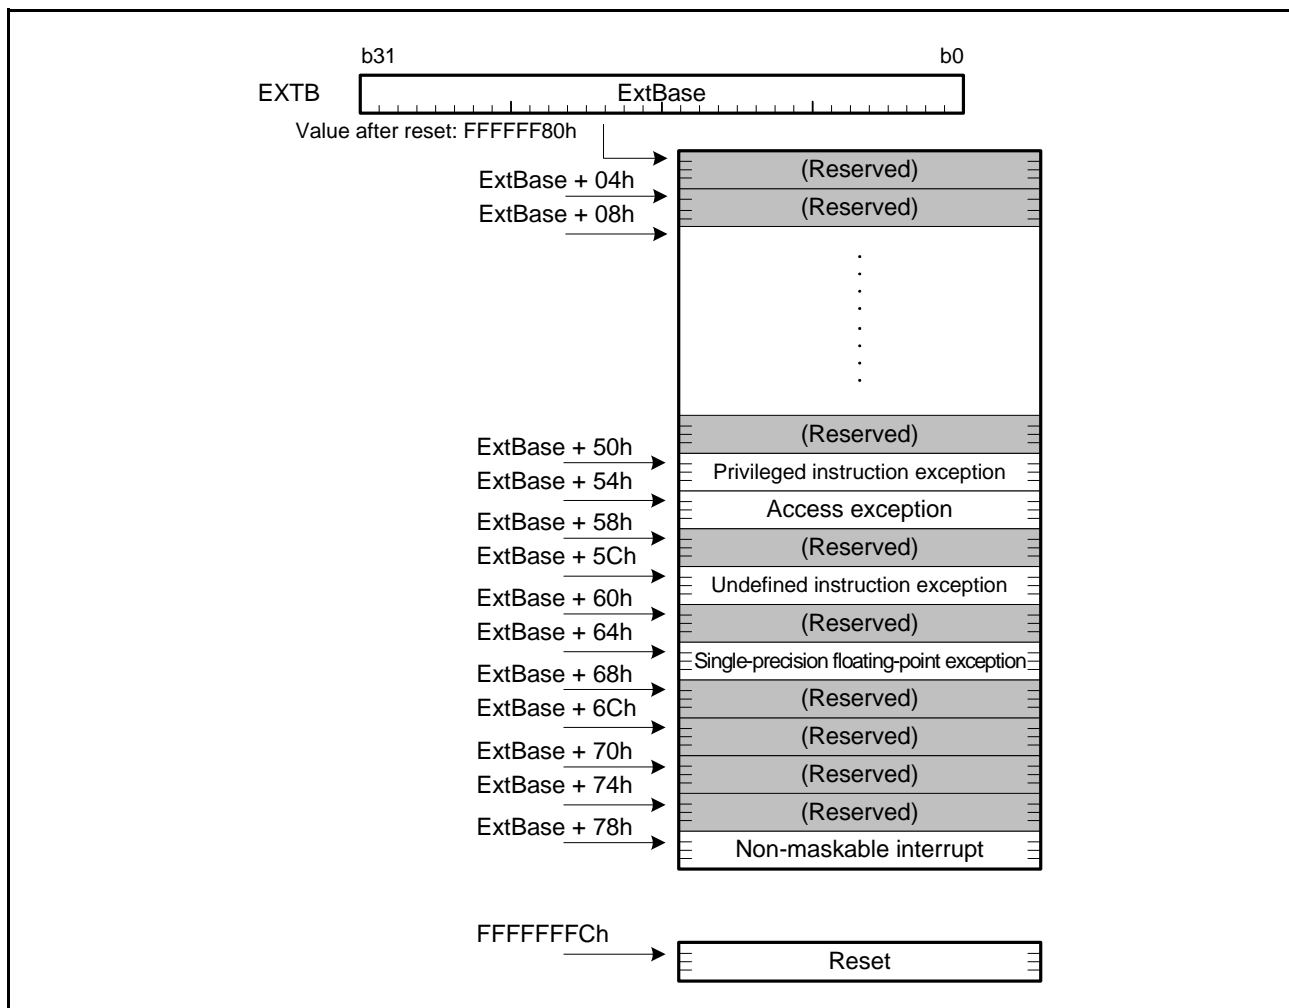 b31 b0
EXTB ExtBase
Value after reset: FFFFFF80h
(Reserved)
ExtBase + 04h
(Reserved)
ExtBase + 08h
(Reserved)
ExtBase + 50h
Privileged instruction exception
ExtBase + 54h
Access exception
ExtBase + 58h
(Reserved)
ExtBase + 5Ch
Undefined instruction exception
ExtBase + 60h
(Reserved)
ExtBase + 64h
Single-precision floating-point exception
ExtBase + 68h
(Reserved)
ExtBase + 6Ch
(Reserved)
ExtBase + 70h
(Reserved)
ExtBase + 74h
(Reserved)
ExtBase + 78h
Non-maskable interrupt
FFFFFFFCh
Reset